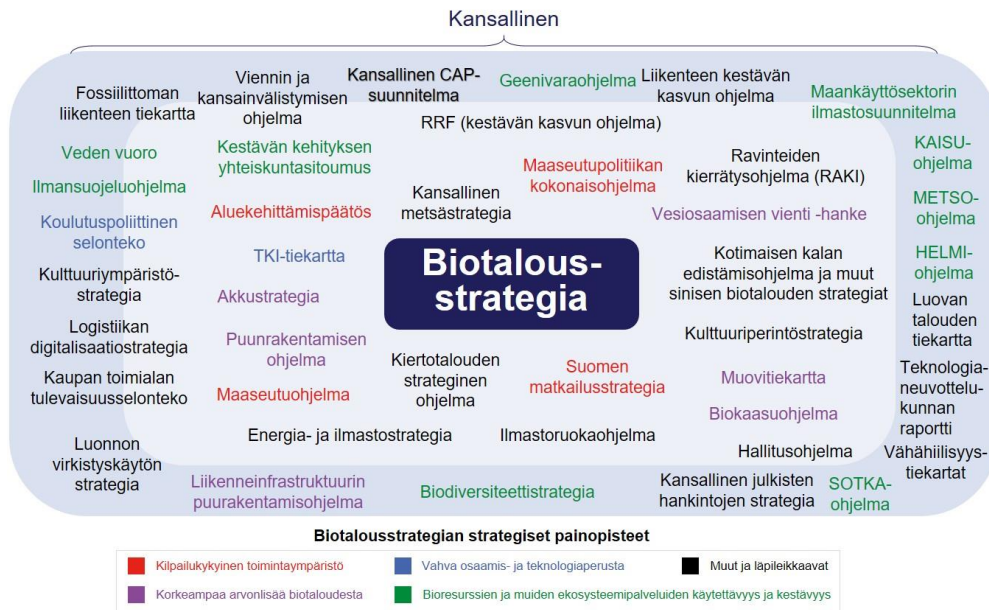 Kansallinen
Fossiilittoman
liikenteen tiekartta
Viennin ja
kansainvälistymisen
ohjelma
Kansallinen CAP-
suunnitelma
Geenivaraohjelma
Liikenteen kestävän
kasvun ohjelma
Maankäyttösektorin
ilmastosuunnitelma
RRF (kestävän kasvun ohjelma)
Veden vuoro
Kestävän kehityksen
yhteiskuntasitoumus
Maaseutupolitiikan
kokonaisohjelma
Ravinteiden
kierrätysohjelma (RAKI)
KAISU-
ohjelma
Ilmansuojeluohjelma
Kansallinen
metsästrategia
METSO-
ohjelma
Aluekehittämispäätös
Vesiosaamisen vienti -hanke
Koulutuspoliittinen
selonteko
TKI-tiekartta
Biotalous-
strategia
Kotimaisen kalan
edistämisohjelma ja muut
sinisen biotalouden strategiat
HELMI-
ohjelma
Kulttuuriympäristö-
strategia
Akkustrategia
Luovan
talouden
tiekartta
Logistiikan
digitalisaatiostrategia
Puunrakentamisen
ohjelma
Kulttuuriperintöstrategia
Kaupan toimialan
tulevaisuusselonteko
Maaseutuohjelma
Kiertotalouden
strateginen
ohjelma
Suomen
matkailusstrategia
Muovitiekartta
Teknologia-
neuvottelu-
kunnan
raportti
Biokaasuohjelma
Energia- ja ilmastostrategia
Ilmastoruokaohjelma
Hallitusohjelma
Vähähiilisyys-
tiekartat
Luonnon
virkistyskäytön
strategia
Liikenneinfrastruktuurin
puurakentamisohjelma
Biodiversiteettistrategia
Kansallinen julkisten
hankintojen strategia
SOTKA-
ohjelma
Biotalousstrategian strategiset painopisteet
Kilpailukykyinen toimintaympäristö
Vahva osaamis- ja teknologiaperusta
Muut ja läpileikkaavat
Korkeampaa arvonlisää biotaloudesta
Bioresurssien ja muiden ekosysteemipalveluiden käytettävyys ja kestävyys